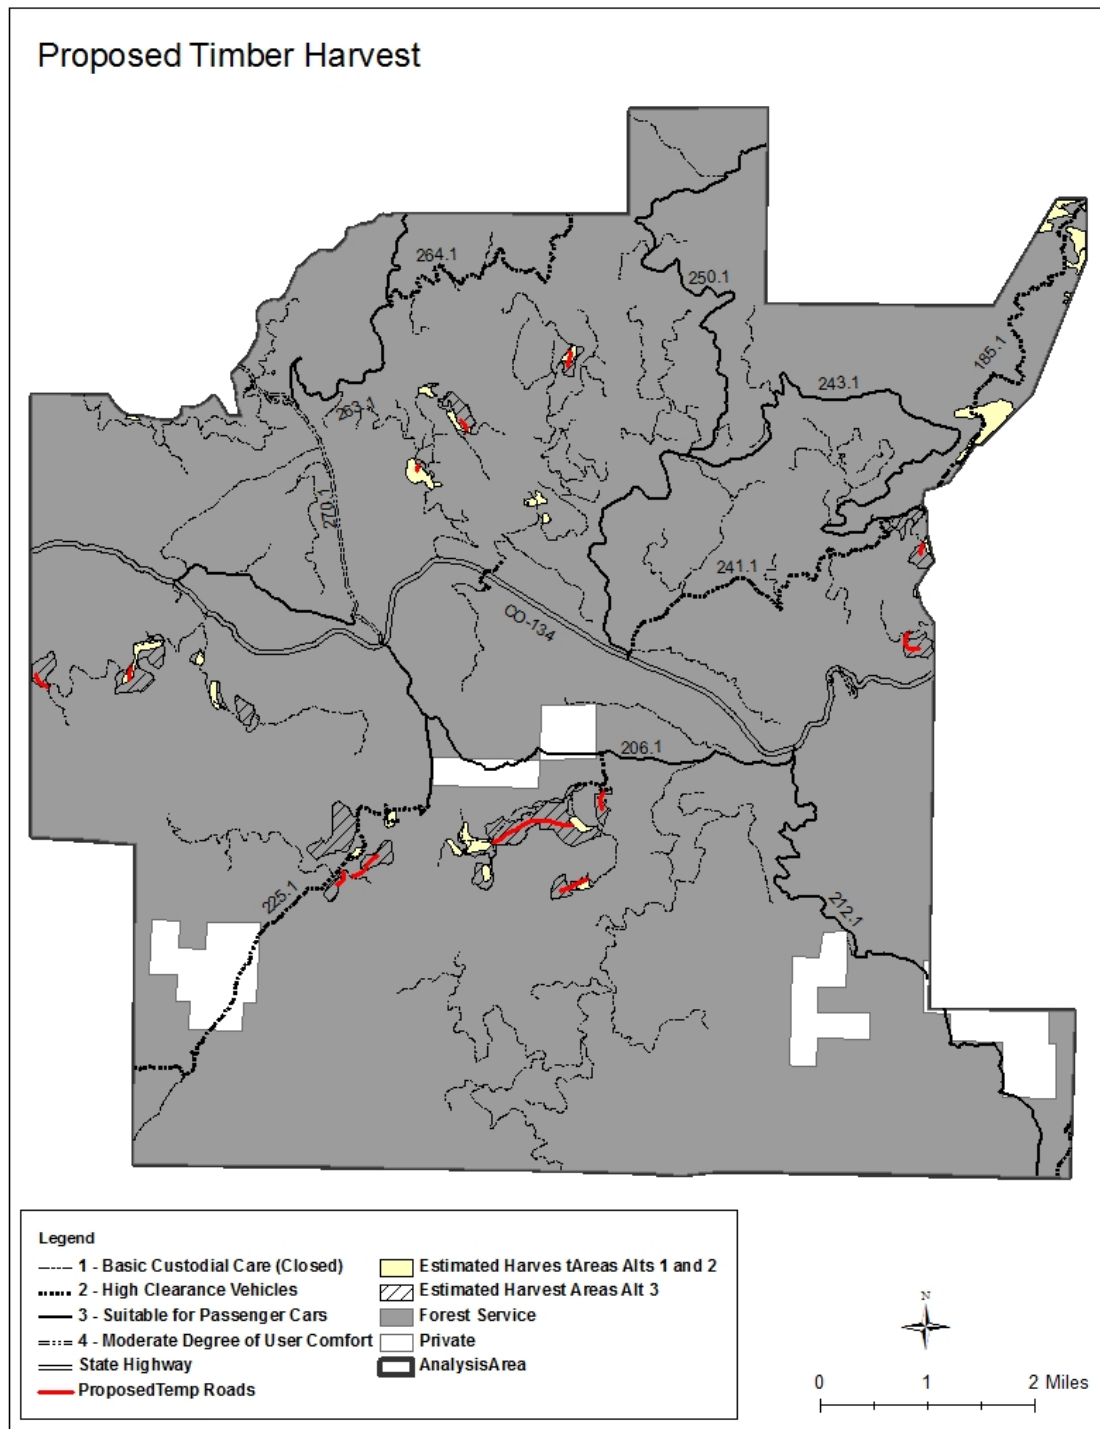 Proposed Timber Harvest
264.1
250.1
185.1
243.1
263.1
270.1
241.1
CO-134
206.1
225.1
212.1
Legend
1 - Basic Custodial Care (Closed)
2 - High Clearance Vehicles
3 - Suitable for Passenger Cars
4 - Moderate Degree of User Comfort
State Highway
ProposedTemp Roads
Estimated Harves tAreas Alts 1 and 2
Estimated Harvest Areas Alt 3
Forest Service
Private
AnalysisArea
N
0 1 2 Miles